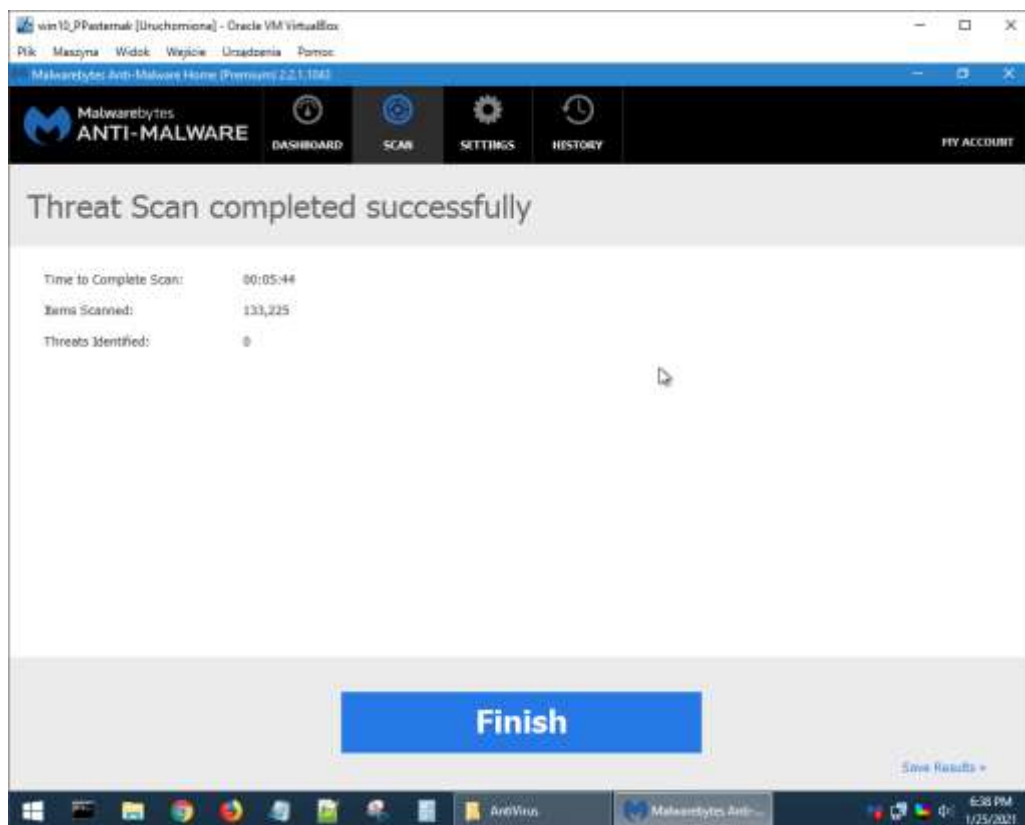 win10_PPasternak [Uruchomiona] - Oracle VM VirtualBox
Plik Maszyna Widok Wejście Urządzenia Pomoc
Malwarebytes Anti-Malware Home (Premium) 2.2.1.1043
Malwarebytes
ANTI-MALWARE
DASHBOARD SCAN SETTINGS HISTORY
MY ACCOUNT
Threat Scan completed successfully
Time to Complete Scan: 00:05:44
Items Scanned: 133,225
Threats Identified: 0
Finish
Save Results »
AntiVirus Malwarebytes Anti-... 6:38 PM
1/25/2021